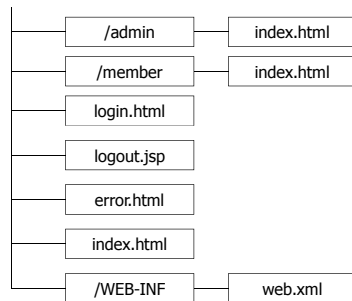 /admin index.html
/member index.html
login.html
logout.jsp
error.html
index.html
/WEB-INF web.xml